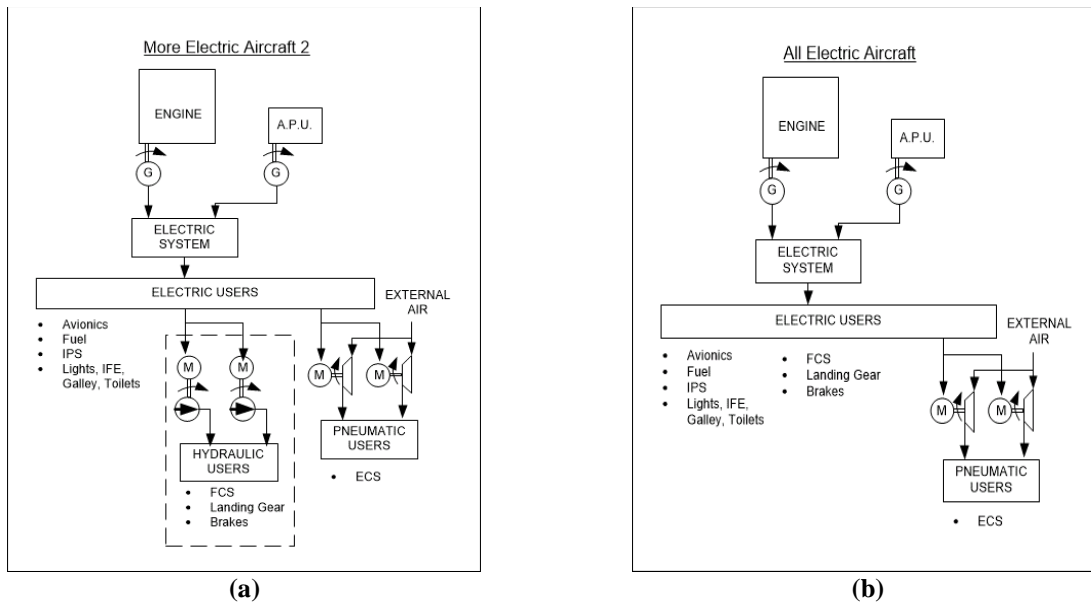 More Electric Aircraft 2
ENGINE
A.P.U.
G
G
ELECTRIC
SYSTEM
ELECTRIC USERS
EXTERNAL
AIR
• Avionics
• Fuel
• IPS
• Lights, IFE,
Galley, Toilets
M
M
M
M
HYDRAULIC
USERS
• FCS
• Landing Gear
• Brakes
PNEUMATIC
USERS
• ECS
(a)
All Electric Aircraft
ENGINE
A.P.U.
G
G
ELECTRIC
SYSTEM
ELECTRIC USERS
EXTERNAL
AIR
• Avionics
• Fuel
• IPS
• Lights, IFE,
Galley, Toilets
• FCS
• Landing Gear
• Brakes
M
M
PNEUMATIC
USERS
• ECS
(b)